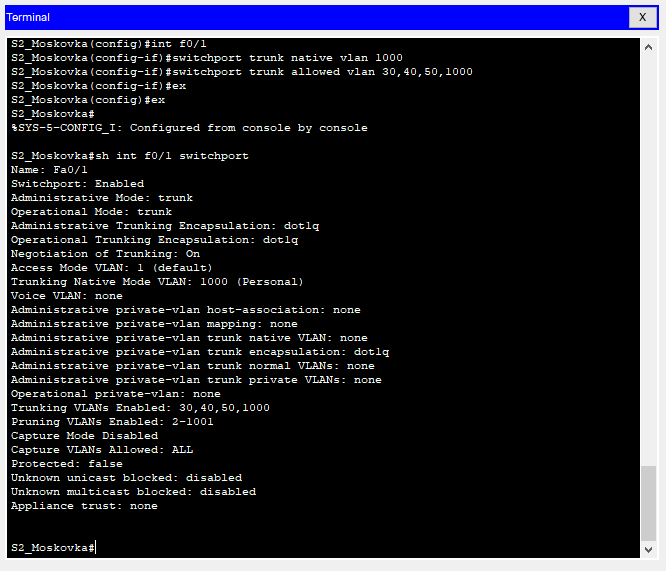 Terminal
X
S2_Moskovka(config)#int f0/1
S2_Moskovka(config-if)#switchport trunk native vlan 1000
S2_Moskovka(config-if)#switchport trunk allowed vlan 30,40,50,1000
S2_Moskovka(config-if)#ex
S2_Moskovka(config)#ex
S2_Moskovka#
%SYS-5-CONFIG_I: Configured from console by console
S2_Moskovka#sh int f0/1 switchport
Name: Fa0/1
Switchport: Enabled
Administrative Mode: trunk
Operational Mode: trunk
Administrative Trunking Encapsulation: dot1q
Operational Trunking Encapsulation: dot1q
Negotiation of Trunking: On
Access Mode VLAN: 1 (default)
Trunking Native Mode VLAN: 1000 (Personal)
Voice VLAN: none
Administrative private-vlan host-association: none
Administrative private-vlan mapping: none
Administrative private-vlan trunk native VLAN: none
Administrative private-vlan trunk encapsulation: dot1q
Administrative private-vlan trunk normal VLANs: none
Administrative private-vlan trunk private VLANs: none
Operational private-vlan: none
Trunking VLANs Enabled: 30,40,50,1000
Pruning VLANs Enabled: 2-1001
Capture Mode Disabled
Capture VLANs Allowed: ALL
Protected: false
Unknown unicast blocked: disabled
Unknown multicast blocked: disabled
Appliance trust: none
S2_Moskovka#